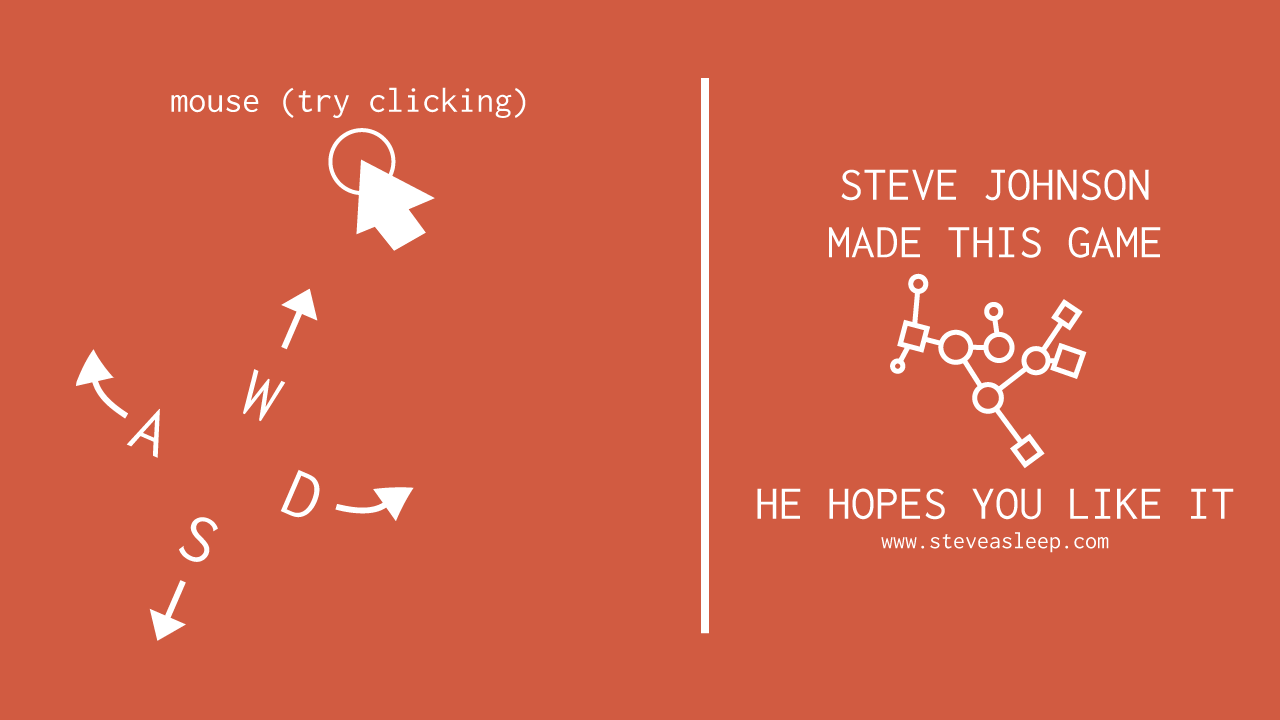 mouse (try clicking)
W
A
D
S
STEVE JOHNSON
MADE THIS GAME
HE HOPES YOU LIKE IT
www.steveasleep.com